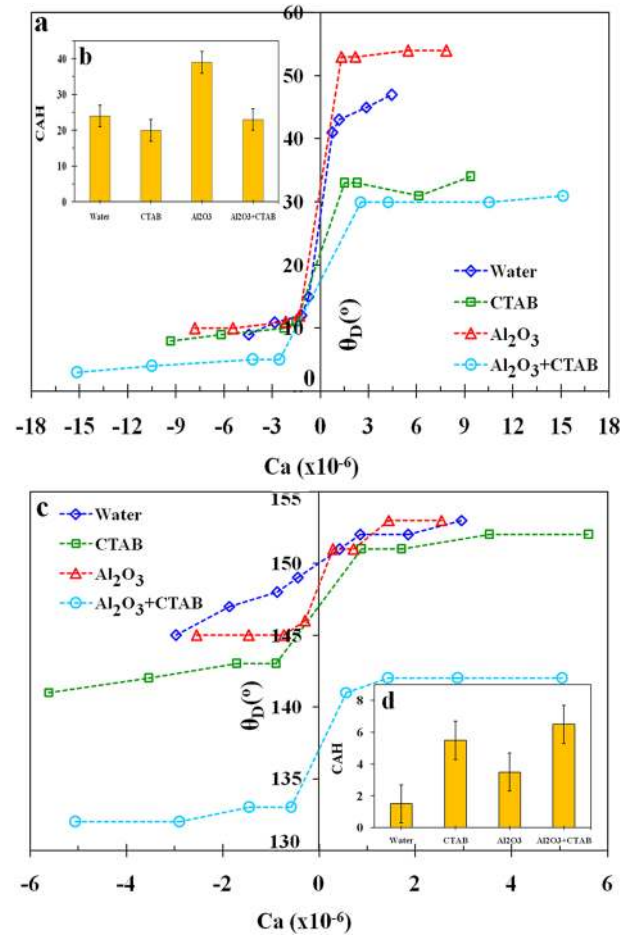 a
60
50
40
30
20
10
0
b
CAH
40
30
20
10
0
Water CTAB Al2O3 Al2O3+CTAB
Water
CTAB
Al₂O₃
Al₂O₃+CTAB
θD(°)
-18 -15 -12 -9 -6 -3 0 3 6 9 12 15 18
Ca (x10⁻⁶)
c
155
150
145
140
135
130
Water
CTAB
Al₂O₃
Al₂O₃+CTAB
θD(°)
d
CAH
8
6
4
2
0
Water CTAB Al2O3 Al2O3+CTAB
-6 -4 -2 0 2 4 6
Ca (x10⁻⁶)